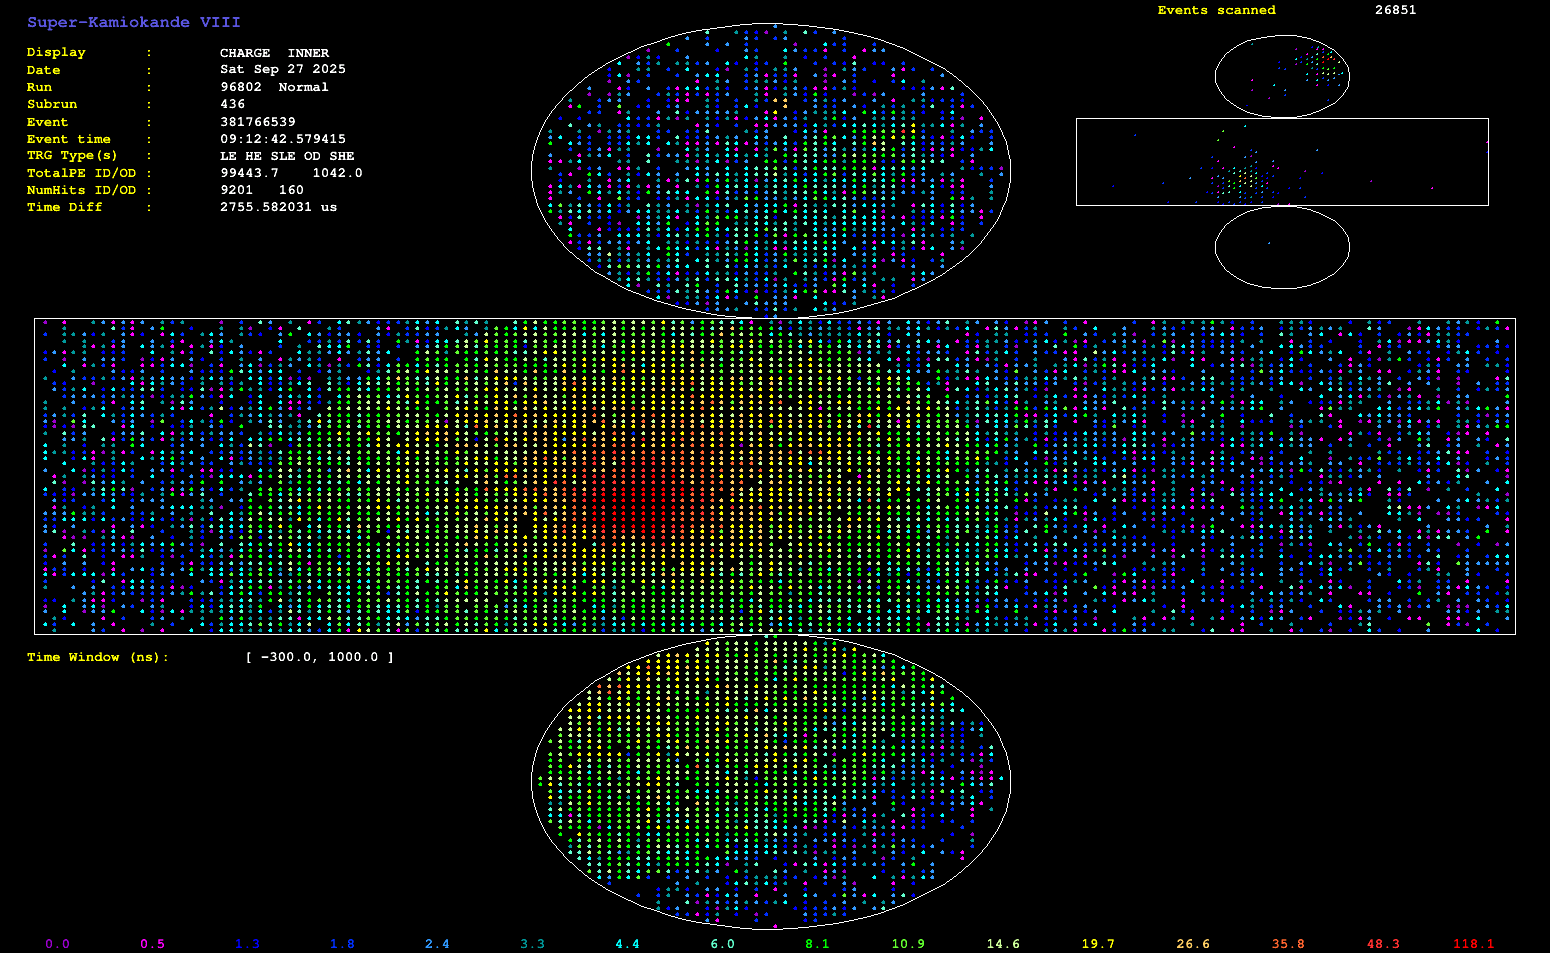 Super-Kamiokande VIII
Events scanned 26851
Display : CHARGE INNER
Date : Sat Sep 27 2025
Run : 96802 Normal
Subrun : 436
Event : 381766539
Event time : 09:12:42.579415
TRG Type(s) : LE HE SLE OD SHE
TotalPE ID/OD : 99443.7 1042.0
NumHits ID/OD : 9201 160
Time Diff : 2755.582031 us
Time Window (ns): [ -300.0, 1000.0 ]
0.0 0.5 1.3 1.8 2.4 3.3 4.4 6.0 8.1 10.9 14.6 19.7 26.6 35.8 48.3 118.1